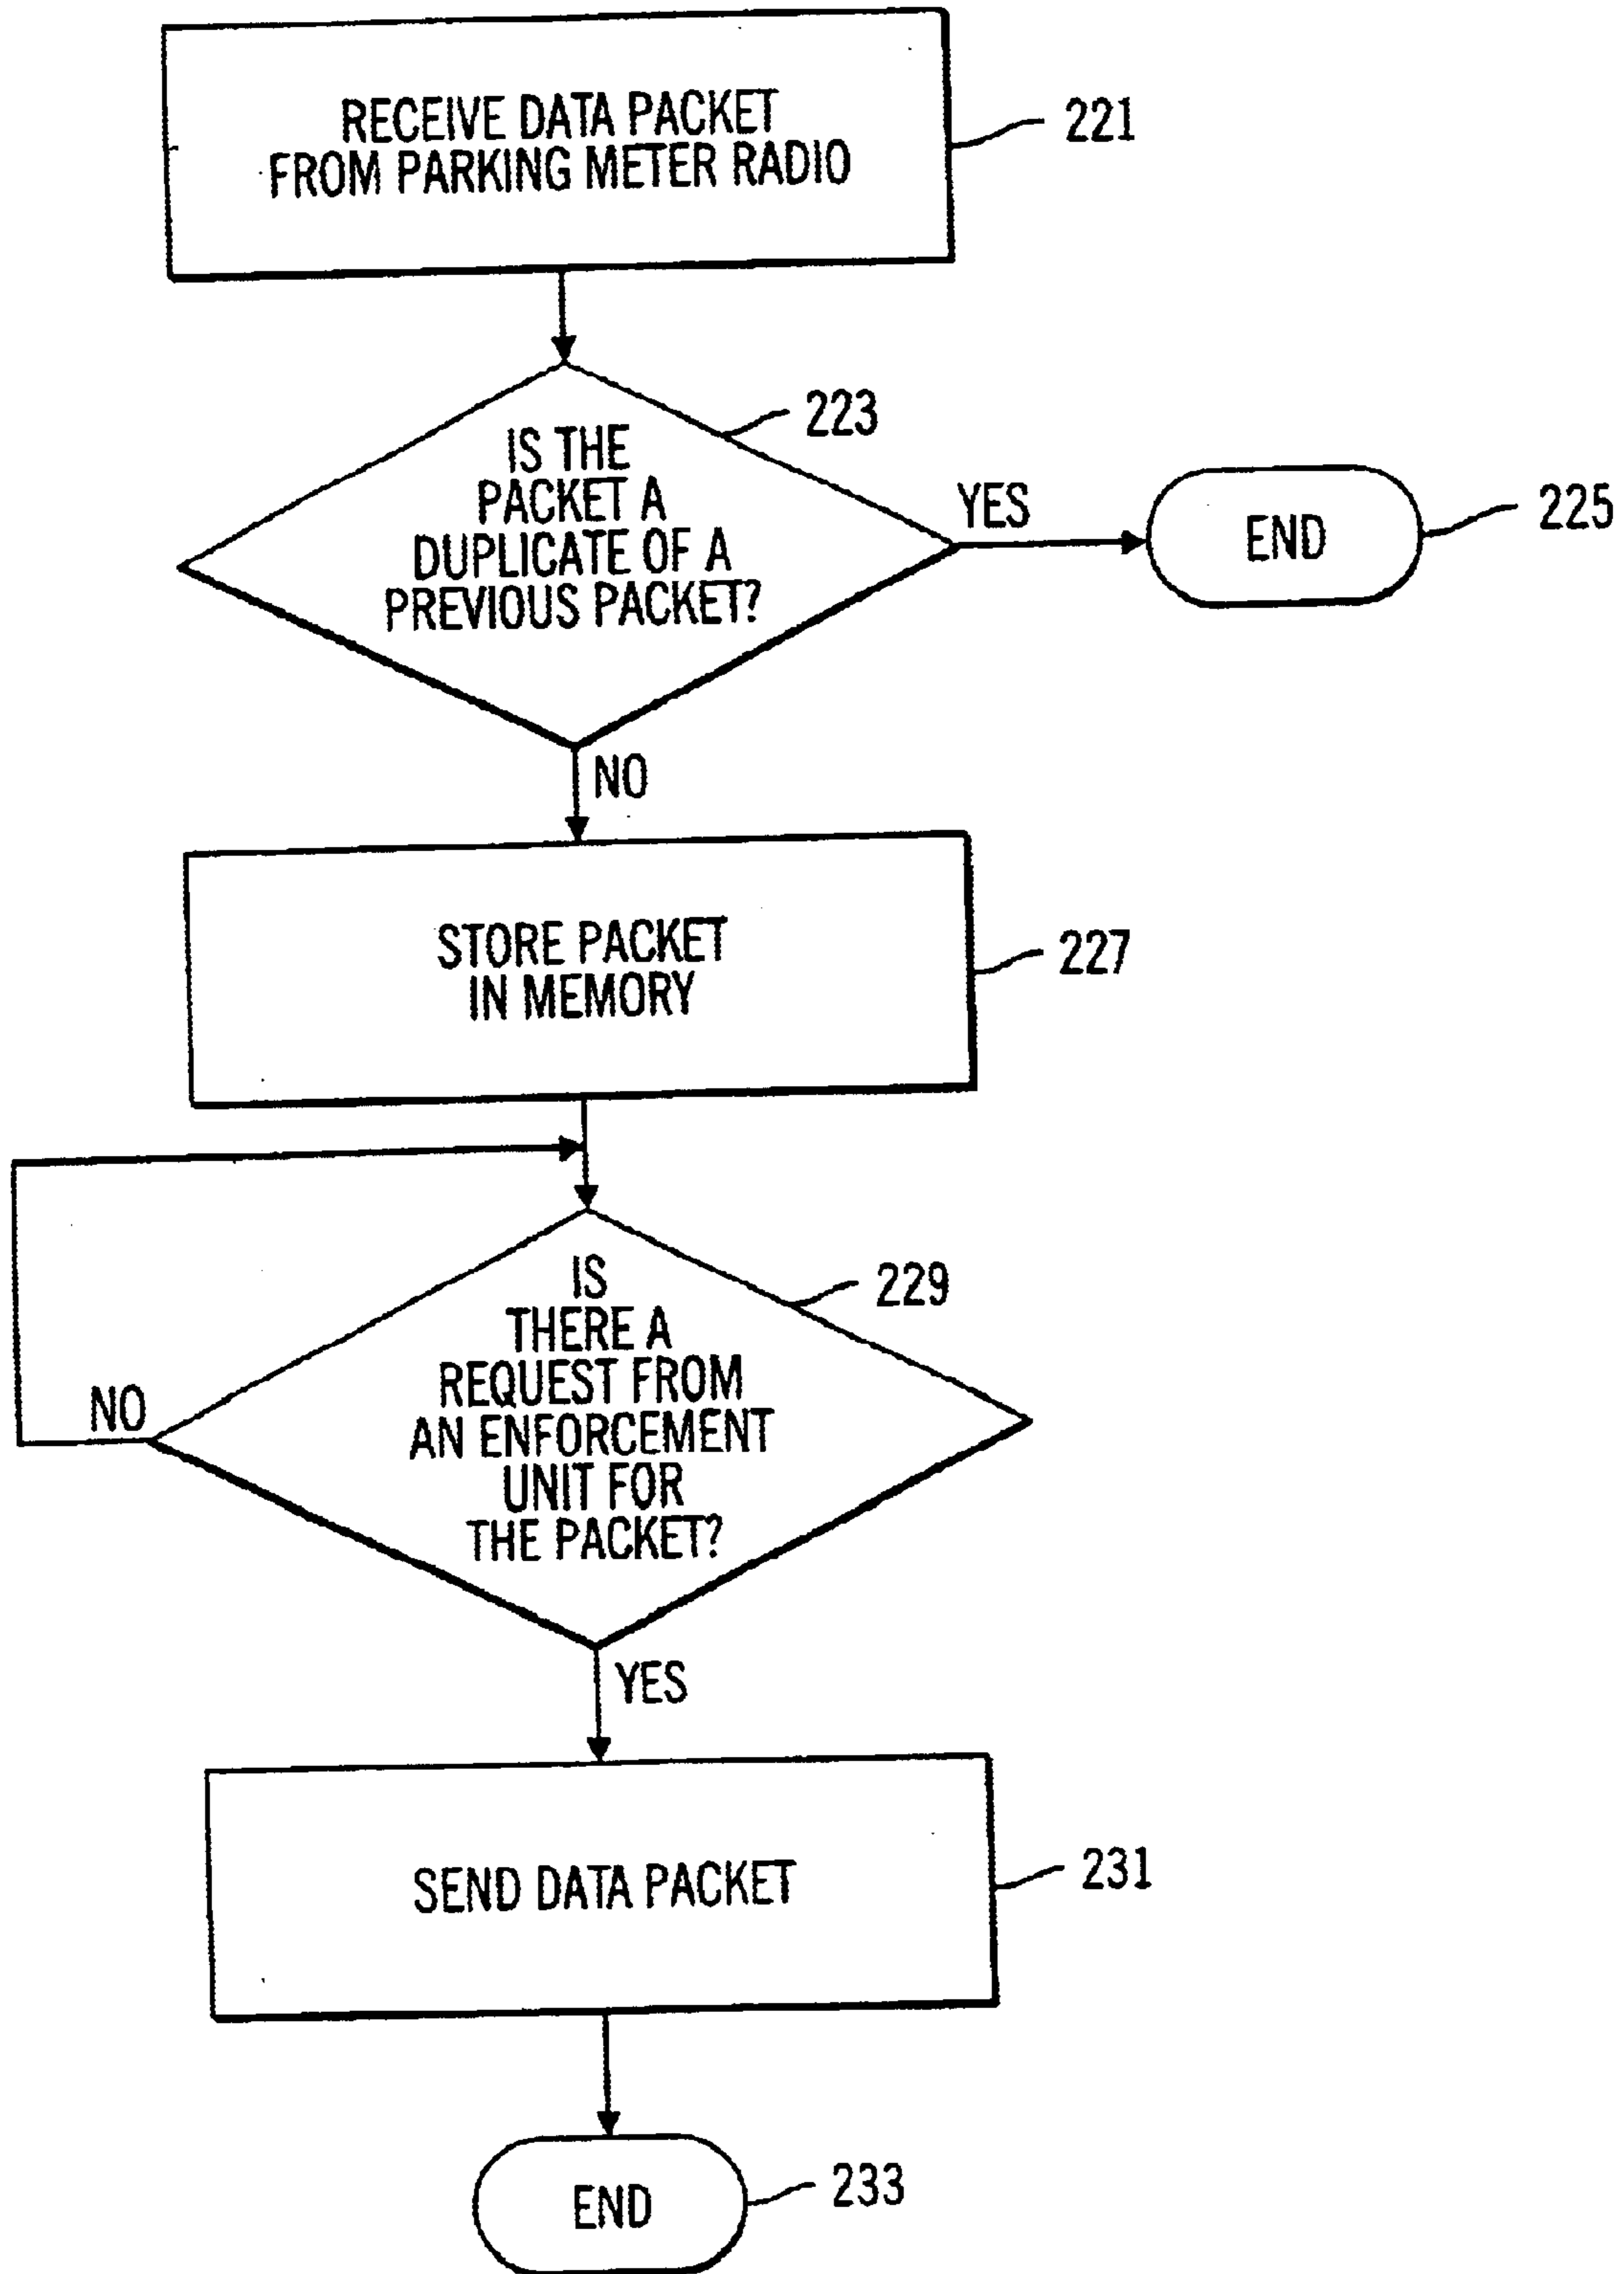 RECEIVE DATA PACKET
FROM PARKING METER RADIO
221
IS THE
PACKET A
DUPLICATE OF A
PREVIOUS PACKET?
223
YES
END
225
NO
STORE PACKET
IN MEMORY
227
IS
THERE A
REQUEST FROM
AN ENFORCEMENT
UNIT FOR
THE PACKET?
229
NO
YES
SEND DATA PACKET
231
END
233